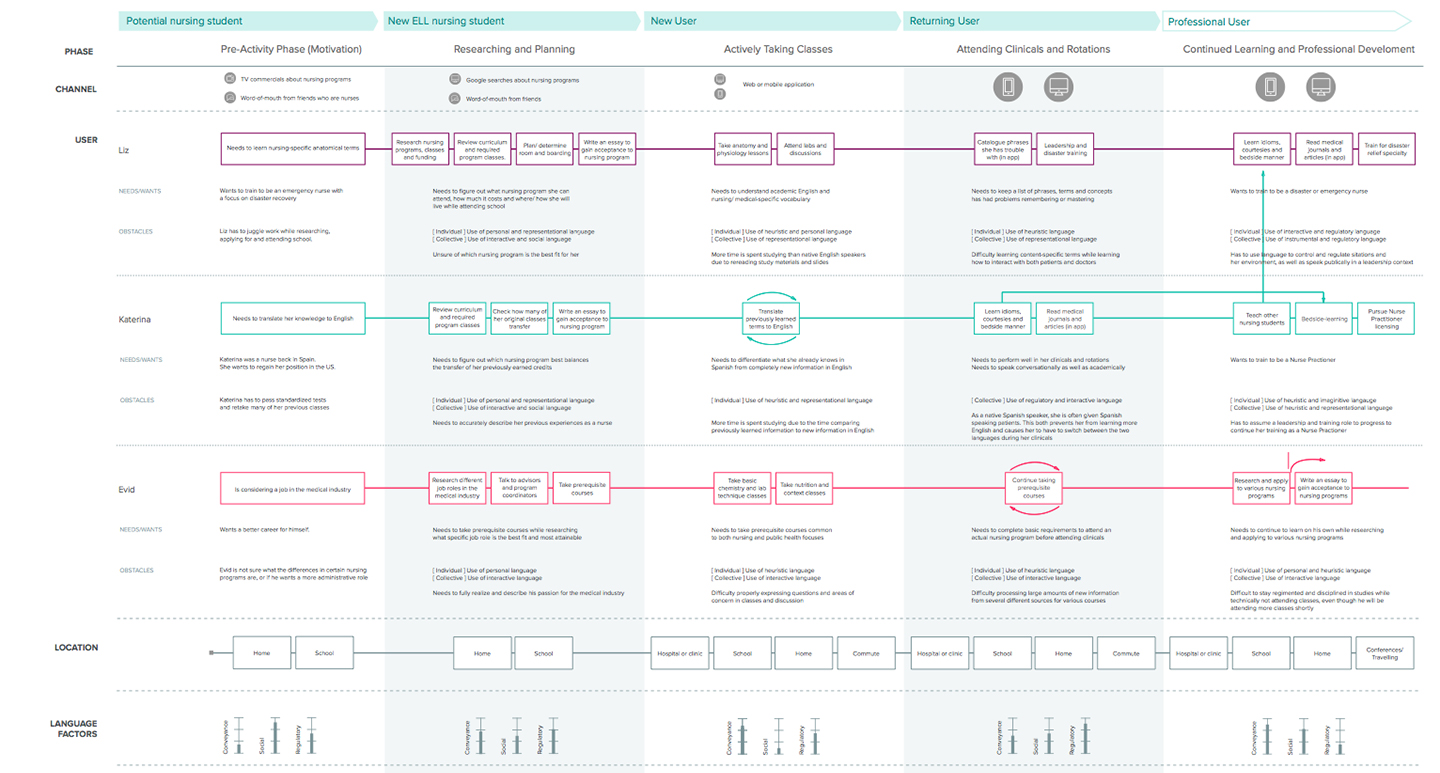 Potential nursing student
New ELL nursing student
New User
Returning User
Professional User
PHASE
Pre-Activity Phase (Motivation)
Researching and Planning
Actively Taking Classes
Attending Clinicals and Rotations
Continued Learning and Professional Develoment
CHANNEL
TV commercials about nursing programs
Word-of-mouth from friends who are nurses
Google searches about nursing programs
Word-of-mouth from friends
Web or mobile application
USER
Liz
Needs to learn nursing-specific anatomical terms
Research nursing
programs, classes
and funding
Review curriculum
and required
program classes.
Plan/ determine
room and boarding
Write an essay to
gain acceptance to
nursing program
Take anatomy and
physiology lessons
Attend labs and
discussions
Catalogue phrases
she has trouble
with (in app)
Leadership and
disaster training
Learn idioms,
courtesies and
bedside manner
Read medical
journals and
articles (in app)
Train for disaster
relief specialty
NEEDS/WANTS
Wants to train to be an emergency nurse with
a focus on disaster recovery
Needs to figure out what nursing program she can
attend, how much it costs and where/ how she will
live while attending school
Needs to understand academic English and
nursing/ medical-specific vocabulary
Needs to keep a list of phrases, terms and concepts
has had problems remembering or mastering
Wants to train to be a disaster or emergency nurse
OBSTACLES
Liz has to juggle work while researching,
applying for and attending school.
[ Individual ] Use of personal and representational language
[ Collective ] Use of interactive and social language
Unsure of which nursing program is the best fit for her
[ Individual ] Use of heuristic and personal language
[ Collective ] Use of representational language
More time is spent studying than native English speakers
due to rereading study materials and slides
[ Individual ] Use of heuristic language
[ Collective ] Use of representational language
Difficulty learning content-specific terms while learning
how to interact with both patients and doctors
[ Individual ] Use of interactive and regulatory language
[ Collective ] Use of instrumental and regulatory language
Has to use language to control and regulate sitations and
her environment, as well as speak publically in a leadership context
Katerina
Needs to translate her knowledge to English
Review curriculum
and required
program classes
Check how many of
her original classes
transfer
Write an essay to
gain acceptance to
nursing program
Translate
previously learned
terms to English
Learn idioms,
courtesies and
bedside manner
Read medical
journals and
articles (in app)
Teach other
nursing students
Bedside-learning
Pursue Nurse
Practitioner
licensing
NEEDS/WANTS
Katerina was a nurse back in Spain.
She wants to regain her position in the US.
Needs to figure out which nursing program best balances
the transfer of her previously earned credits
Needs to differentiate what she already knows in
Spanish from completely new information in English
Needs to perform well in her clinicals and rotations
Needs to speak conversationally as well as academically
Wants to train to be a Nurse Practioner
OBSTACLES
Katerina has to pass standardized tests
and retake many of her previous classes
[ Individual ] Use of personal and representational language
[ Collective ] Use of interactive and social language
Needs to accurately describe her previous experiences as a nurse
[ Individual ] Use of heuristic and representational language
More time is spent studying due to the time comparing
previously learned information to new information in English
[ Collective ] Use of regulatory and interactive language
As a native Spanish speaker, she is often given Spanish
speaking patients. This both prevents her from learning more
English and causes her to have to switch between the two
languages during her clinicals
[ Individual ] Use of heuristic and imiginitive langauge
[ Collective ] Use of heuristic and representational language
Has to assume a leadership and training role to progress to
continue her training as a Nurse Practitioner
Evid
Is considering a job in the medical industry
Research different
job roles in the
medical industry
Talk to advisors
and program
coordinators
Take prerequisite
courses
Take basic
chemistry and lab
technique classes
Take nutrition and
context classes
Continue taking
prerequisite
courses
Research and apply
to various nursing
programs
Write an essay to
gain acceptance to
nursing programs
NEEDS/WANTS
Wants a better career for himself.
Needs to take prerequisite courses while researching
what specific job role is the best fit and most attainable
Needs to take prerequisite courses common
to both nursing and public health focuses
Needs to complete basic requirements to attend an
actual nursing program before attending clinicals
Needs to continue to learn on his own while researching
and applying to various nursing programs
OBSTACLES
Evid is not sure what the differences in certain nursing
programs are, or if he wants a more administrative role
[ Individual ] Use of personal language
[ Collective ] Use of interactive language
Needs to fully realize and describe his passion for the medical industry
[ Individual ] Use of heuristic language
[ Collective ] Use of interactive language
Difficulty properly expressing questions and areas of
concern in classes and discussion
[ Individual ] Use of heuristic language
[ Collective ] Use of interactive language
Difficulty processing large amounts of new information
from several different sources for various courses
[ Individual ] Use of personal and heuristic language
[ Collective ] Use of interactive language
Difficult to stay regimented and disciplined in studies while
technically not attending classes, even though he will be
attending more classes shortly
LOCATION
Home
School
Home
School
Hospital or clinic
School
Home
Commute
Hospital or clinic
School
Home
Commute
Hospital or clinic
School
Home
Conferences/
Travelling
LANGUAGE
FACTORS
Conveyance
Social
Regulatory
Conveyance
Social
Regulatory
Conveyance
Social
Regulatory
Conveyance
Social
Regulatory
Conveyance
Social
Regulatory